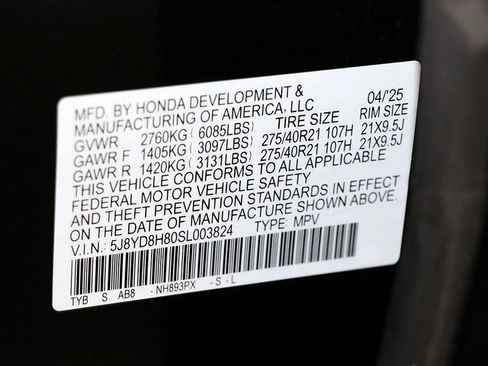 MFD. BY HONDA DEVELOPMENT & 04/'25
MANUFACTURING OF AMERICA, LLC
GVWR 2760KG (6085LBS) TIRE SIZE RIM SIZE
GAWR F 1405KG (3097LBS) 275/40R21 107H 21X9.5J
GAWR R 1420KG (3131LBS) 275/40R21 107H 21X9.5J
THIS VEHICLE CONFORMS TO ALL APPLICABLE
FEDERAL MOTOR VEHICLE SAFETY
AND THEFT PREVENTION STANDARDS IN EFFECT
ON THE DATE OF MANUFACTURE SHOWN ABOVE.
V.I.N.: 5J8YD8H80SL003824 TYPE: MPV
TYB S AB8 -NH893PX -S-L